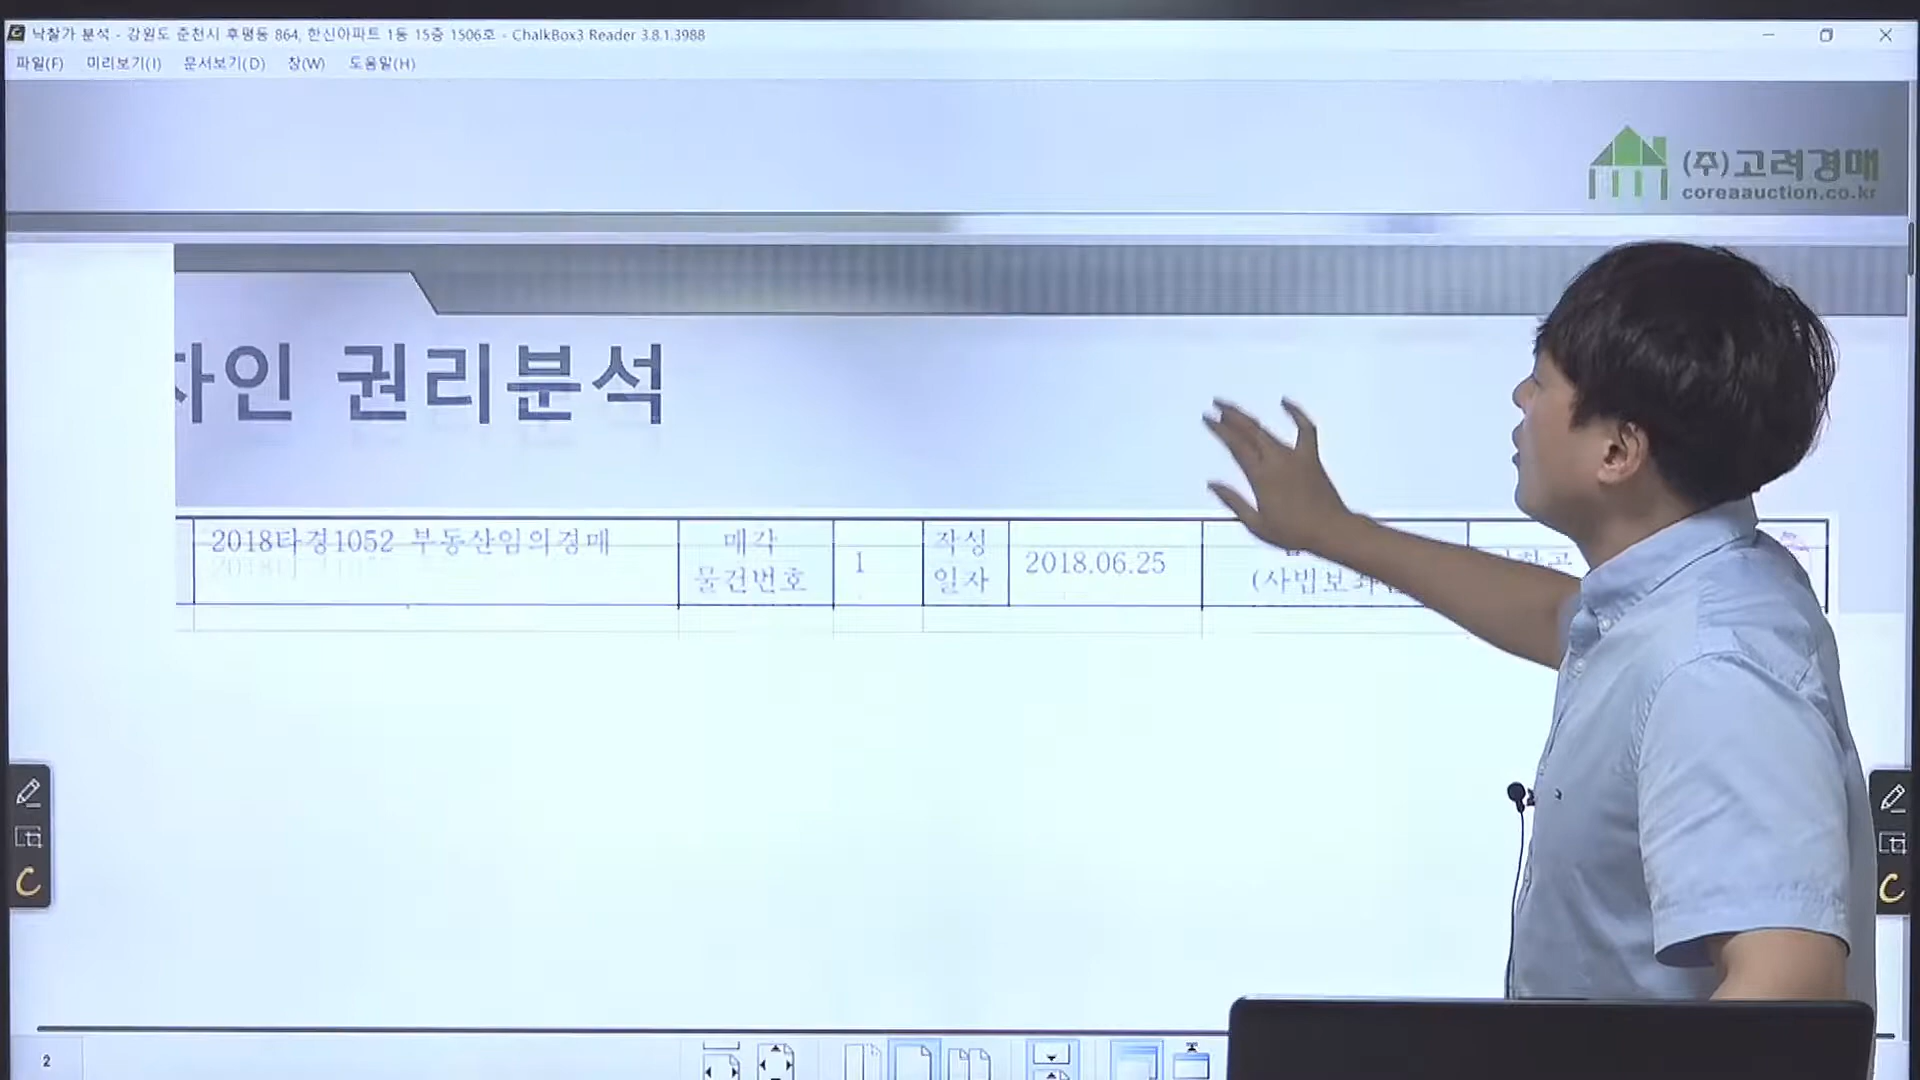 낙찰가 분석 - 강원도 춘천시 후평동 864, 한신아파트 1동 15층 1506호 - ChalkBox3 Reader 3.8.1.3988
파일(F) 미리보기(I) 문서보기(D) 창(W) 도움말(H)
(주)고려경매
coreaauction.co.kr
자인 권리분석
2018타경1052 부동산임의경매
매각
물건번호
1
작성
일자
2018.06.25
(사법보좌
2